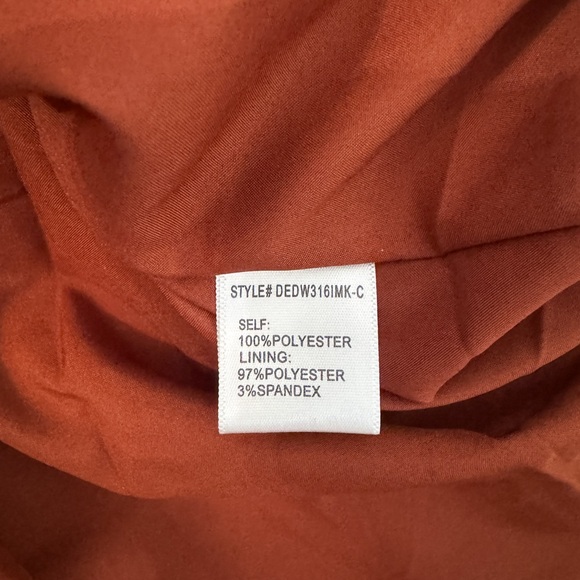 STYLE# DEDW316IMK-C
SELF:
100%POLYESTER
LINING:
97%POLYESTER
3%SPANDEX